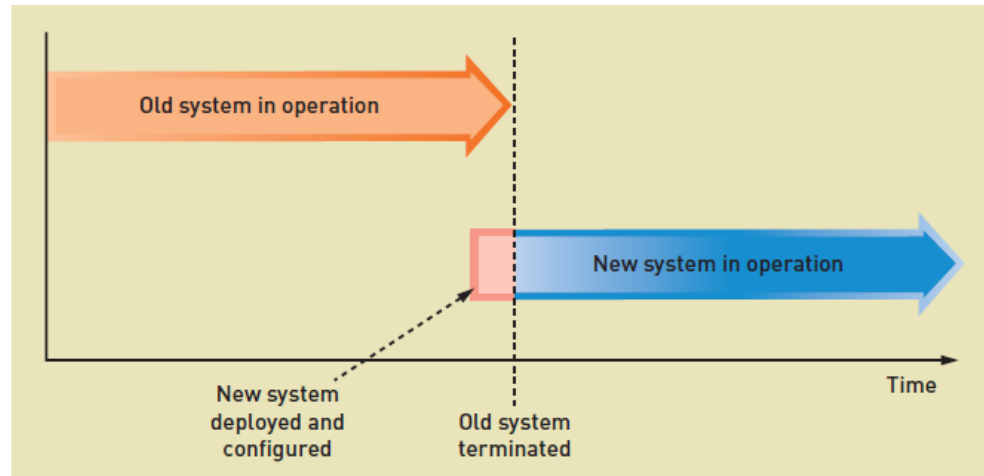 Old system in operation
New system in operation
Time
New system
deployed and
configured
Old system
terminated